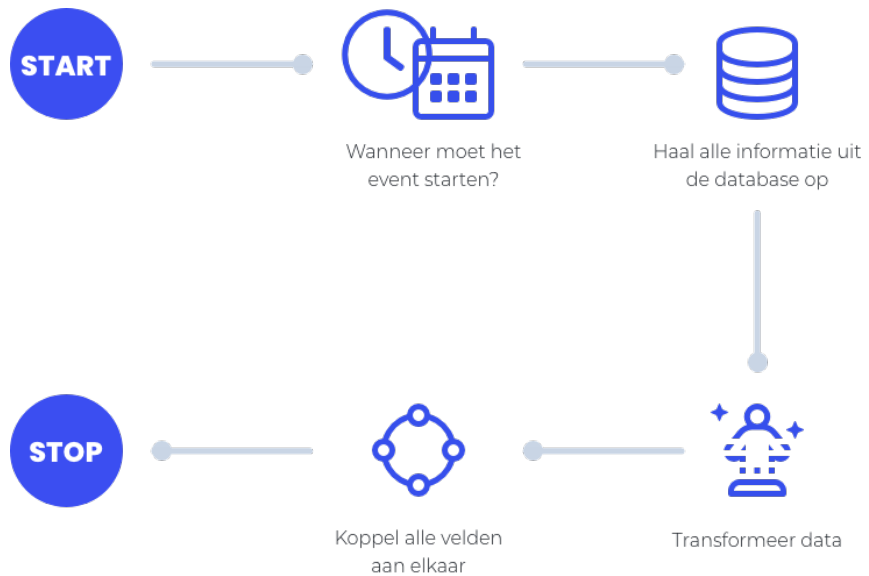 START
Wanneer moet het
event starten?
Haal alle informatie uit
de database op
Transformeer data
Koppel alle velden
aan elkaar
STOP